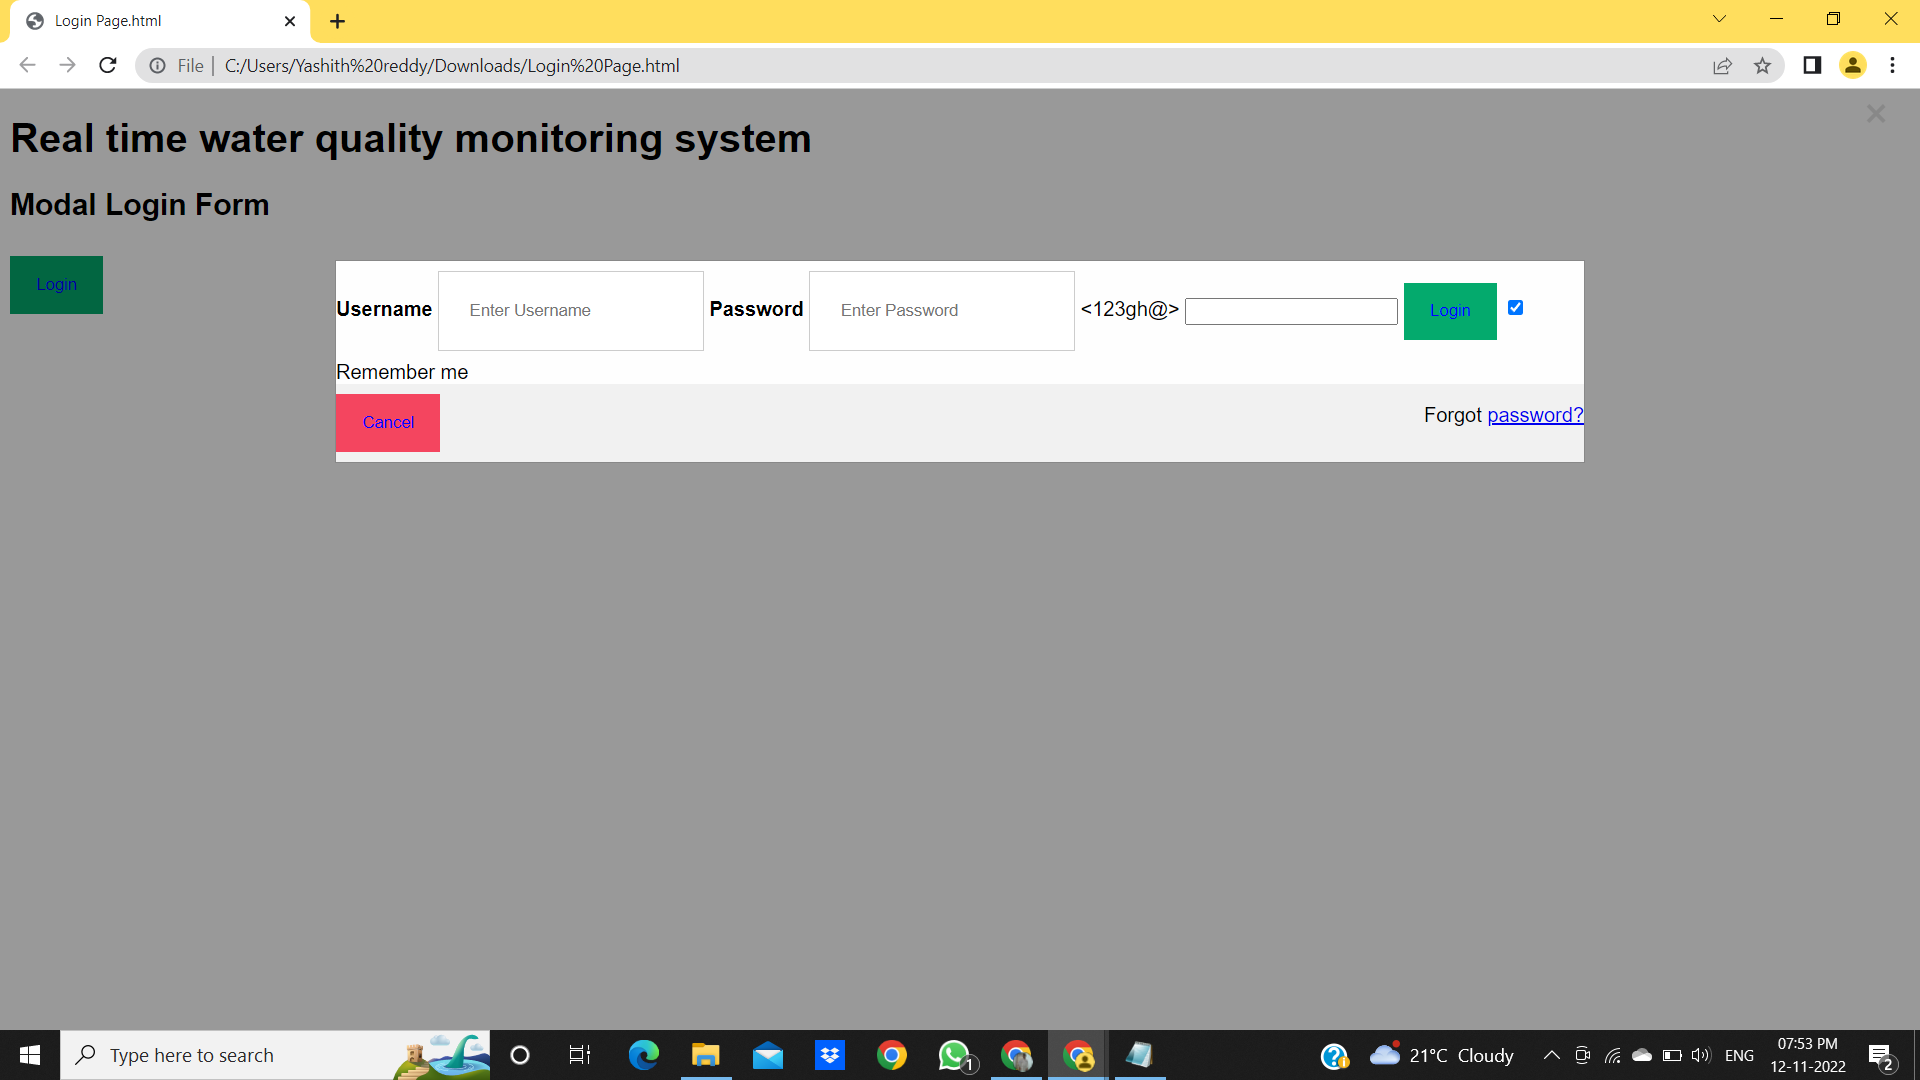 Login Page.html
File | C:/Users/Yashith%20reddy/Downloads/Login%20Page.html
Real time water quality monitoring system
Modal Login Form
Login
Username Enter Username Password Enter Password <123gh@> Login
Remember me
Cancel Forgot password?
Type here to search 1 21°C Cloudy ENG 07:53 PM
12-11-2022 2